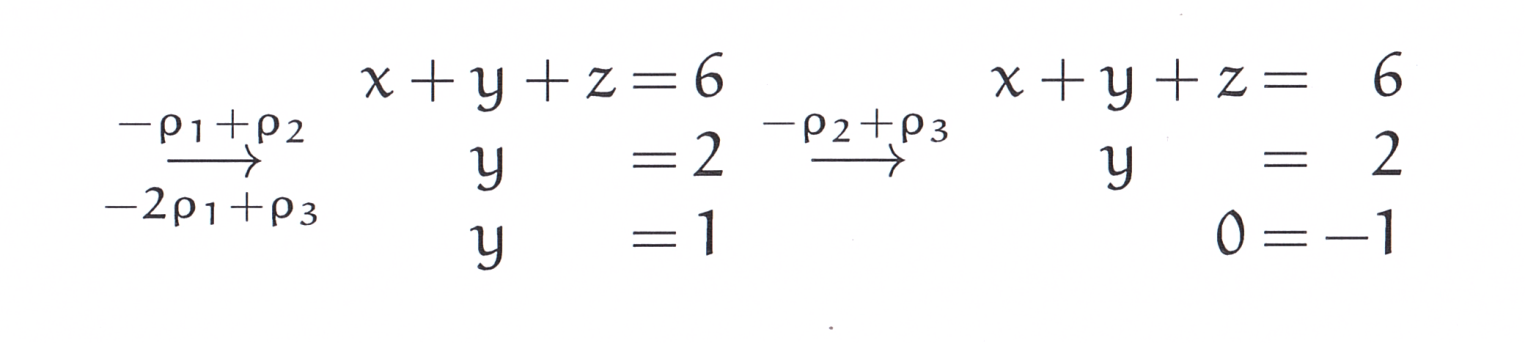 x + y + z = 6 x + y + z = 6
−ρ1+ρ2 −ρ2+ρ3
⟶ y = 2 ⟶ y = 2
−2ρ1+ρ3
y = 1 0 = −1